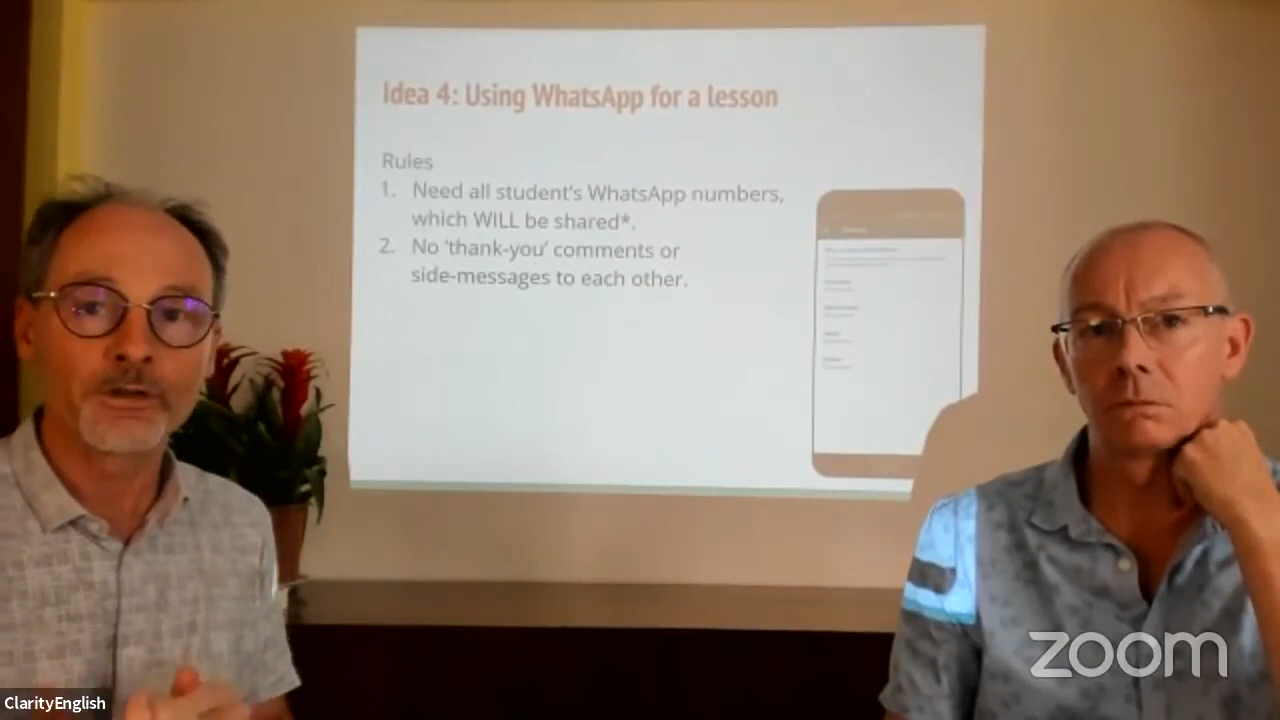 Idea 4: Using WhatsApp for a lesson
Rules
1. Need all student's WhatsApp numbers,
which WILL be shared*.
2. No 'thank-you' comments or
side-messages to each other.
zoom
ClarityEnglish